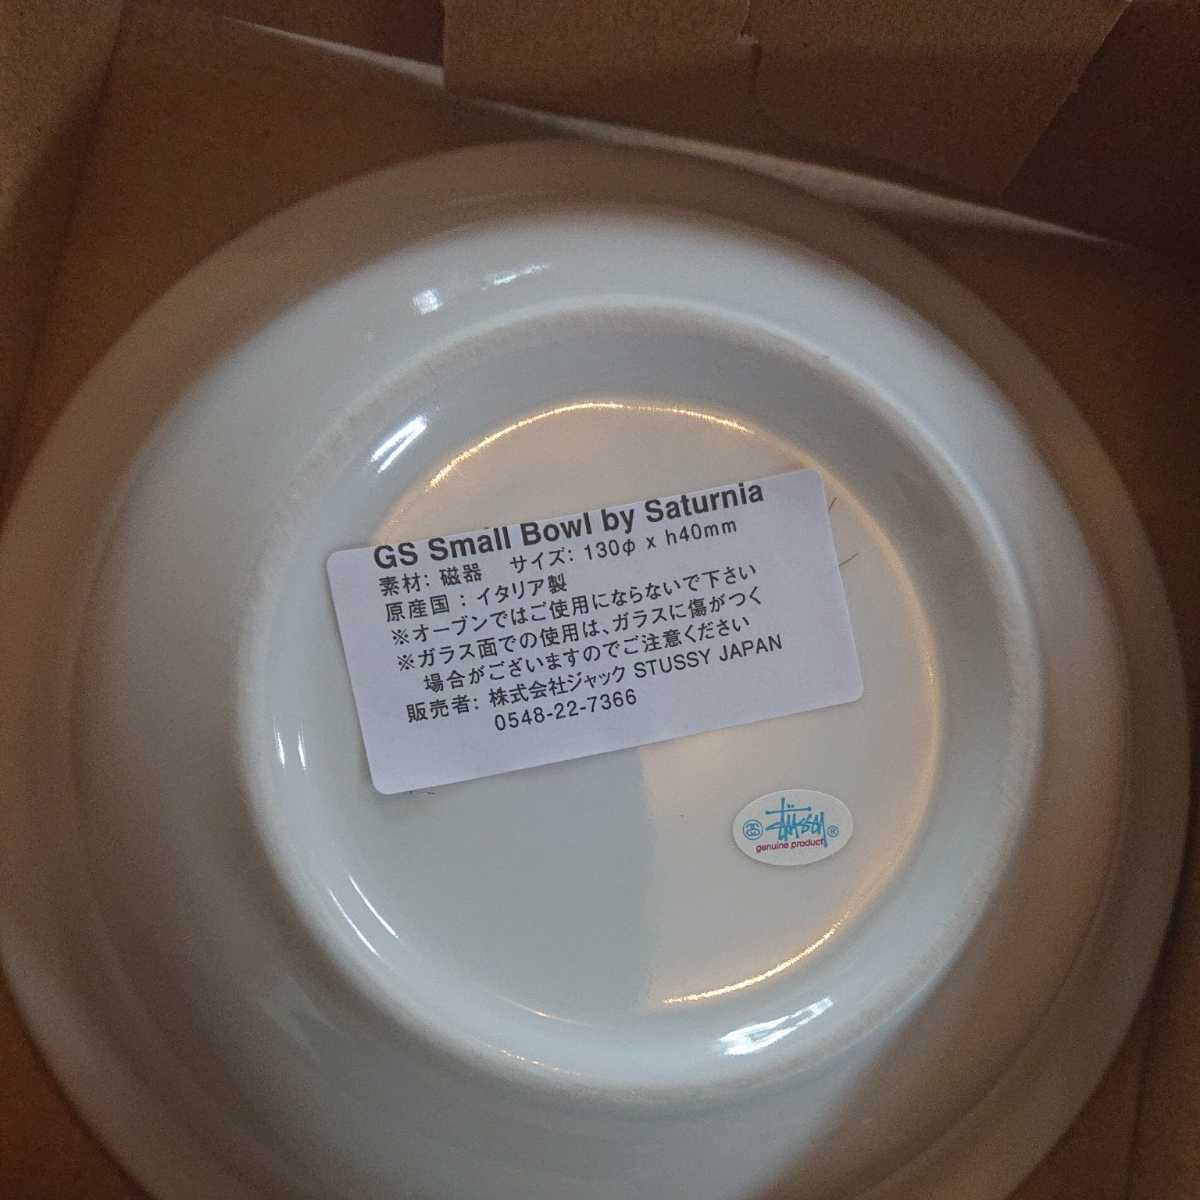 GS Small Bowl by Saturnia
素材: 磁器　サイズ: 130φ x h40mm
原産国 : イタリア製
※オーブンではご使用にならないで下さい
※ガラス面での使用は、ガラスに傷がつく
場合がございますのでご注意ください
販売者: 株式会社ジャック STUSSY JAPAN
0548-22-7366
stüssy ®
genuine product